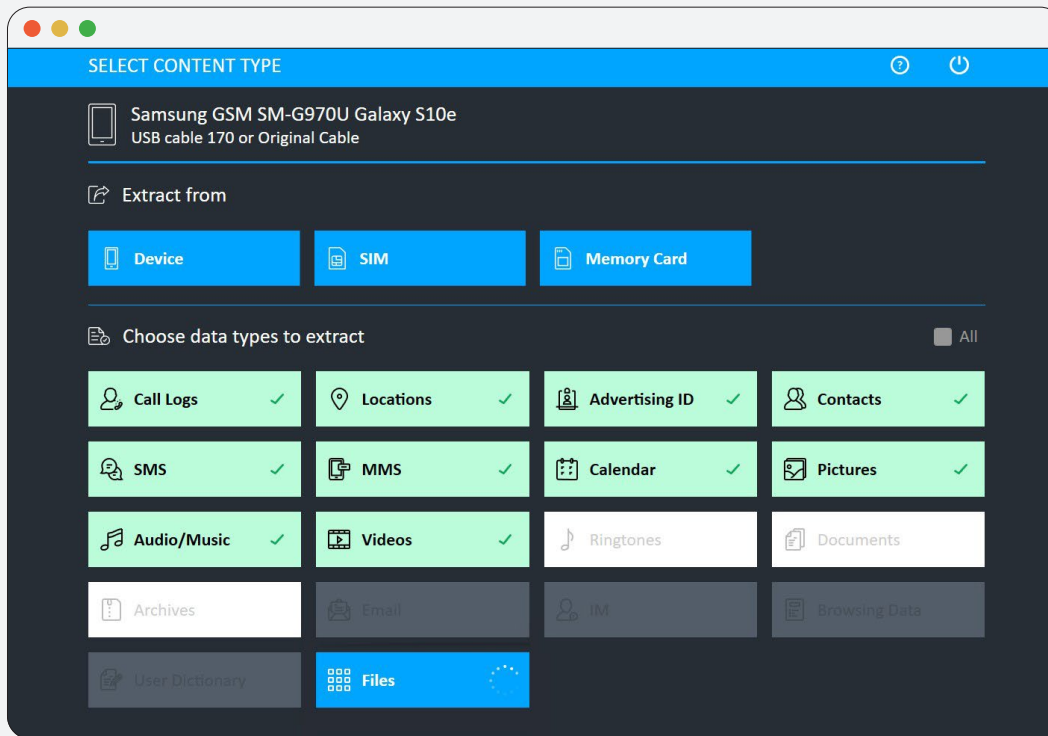 SELECT CONTENT TYPE
Samsung GSM SM-G970U Galaxy S10e
USB cable 170 or Original Cable
Extract from
Device SIM Memory Card
Choose data types to extract All
Call Logs Locations Advertising ID Contacts
SMS MMS Calendar Pictures
Audio/Music Videos Ringtones Documents
Archives Email IM Browsing Data
User Dictionary Files